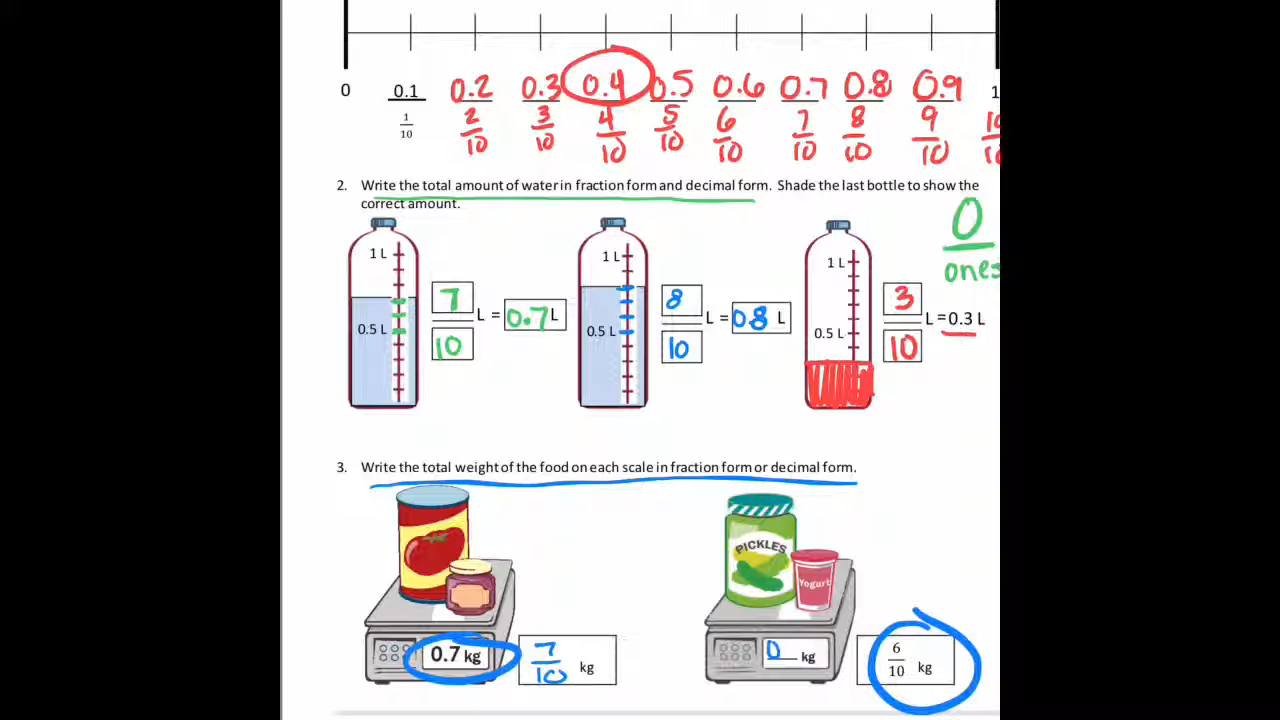 0 0.1 0.2 0.3 0.4 0.5 0.6 0.7 0.8 0.9 1
1/10 2/10 3/10 4/10 5/10 6/10 7/10 8/10 9/10 10/10
2. Write the total amount of water in fraction form and decimal form. Shade the last bottle to show the
correct amount.
0
ones
1 L 1 L 1 L
7/10 L = 0.7 L 8/10 L = 0.8 L 3/10 L = 0.3 L
0.5 L 0.5 L 0.5 L
3. Write the total weight of the food on each scale in fraction form or decimal form.
PICKLES
Yogurt
0.7 kg 7/10 kg 0 kg 6/10 kg